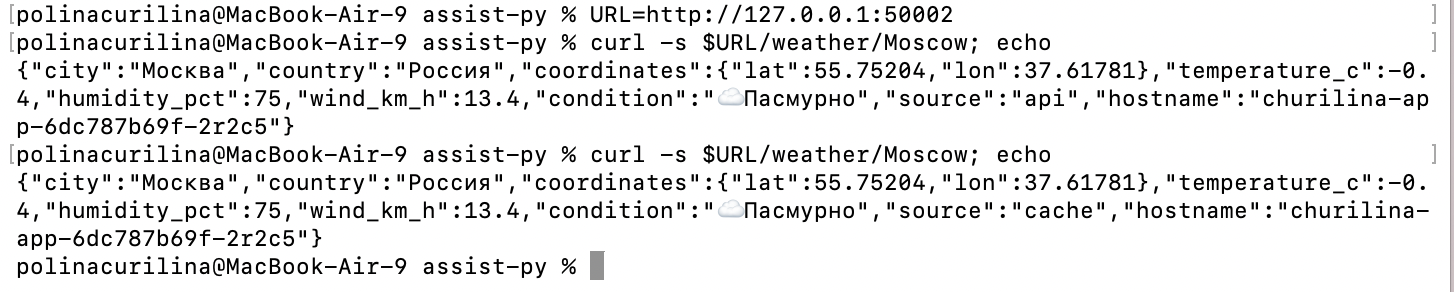 [polinacurilina@MacBook-Air-9 assist-py % URL=http://127.0.0.1:50002 ]
[polinacurilina@MacBook-Air-9 assist-py % curl -s $URL/weather/Moscow; echo ]
{"city":"Москва","country":"Россия","coordinates":{"lat":55.75204,"lon":37.61781},"temperature_c":-0.
4,"humidity_pct":75,"wind_km_h":13.4,"condition":"☁️Пасмурно","source":"api","hostname":"churilina-ap
p-6dc787b69f-2r2c5"}
[polinacurilina@MacBook-Air-9 assist-py % curl -s $URL/weather/Moscow; echo ]
{"city":"Москва","country":"Россия","coordinates":{"lat":55.75204,"lon":37.61781},"temperature_c":-0.
4,"humidity_pct":75,"wind_km_h":13.4,"condition":"☁️Пасмурно","source":"cache","hostname":"churilina-
app-6dc787b69f-2r2c5"}
polinacurilina@MacBook-Air-9 assist-py %